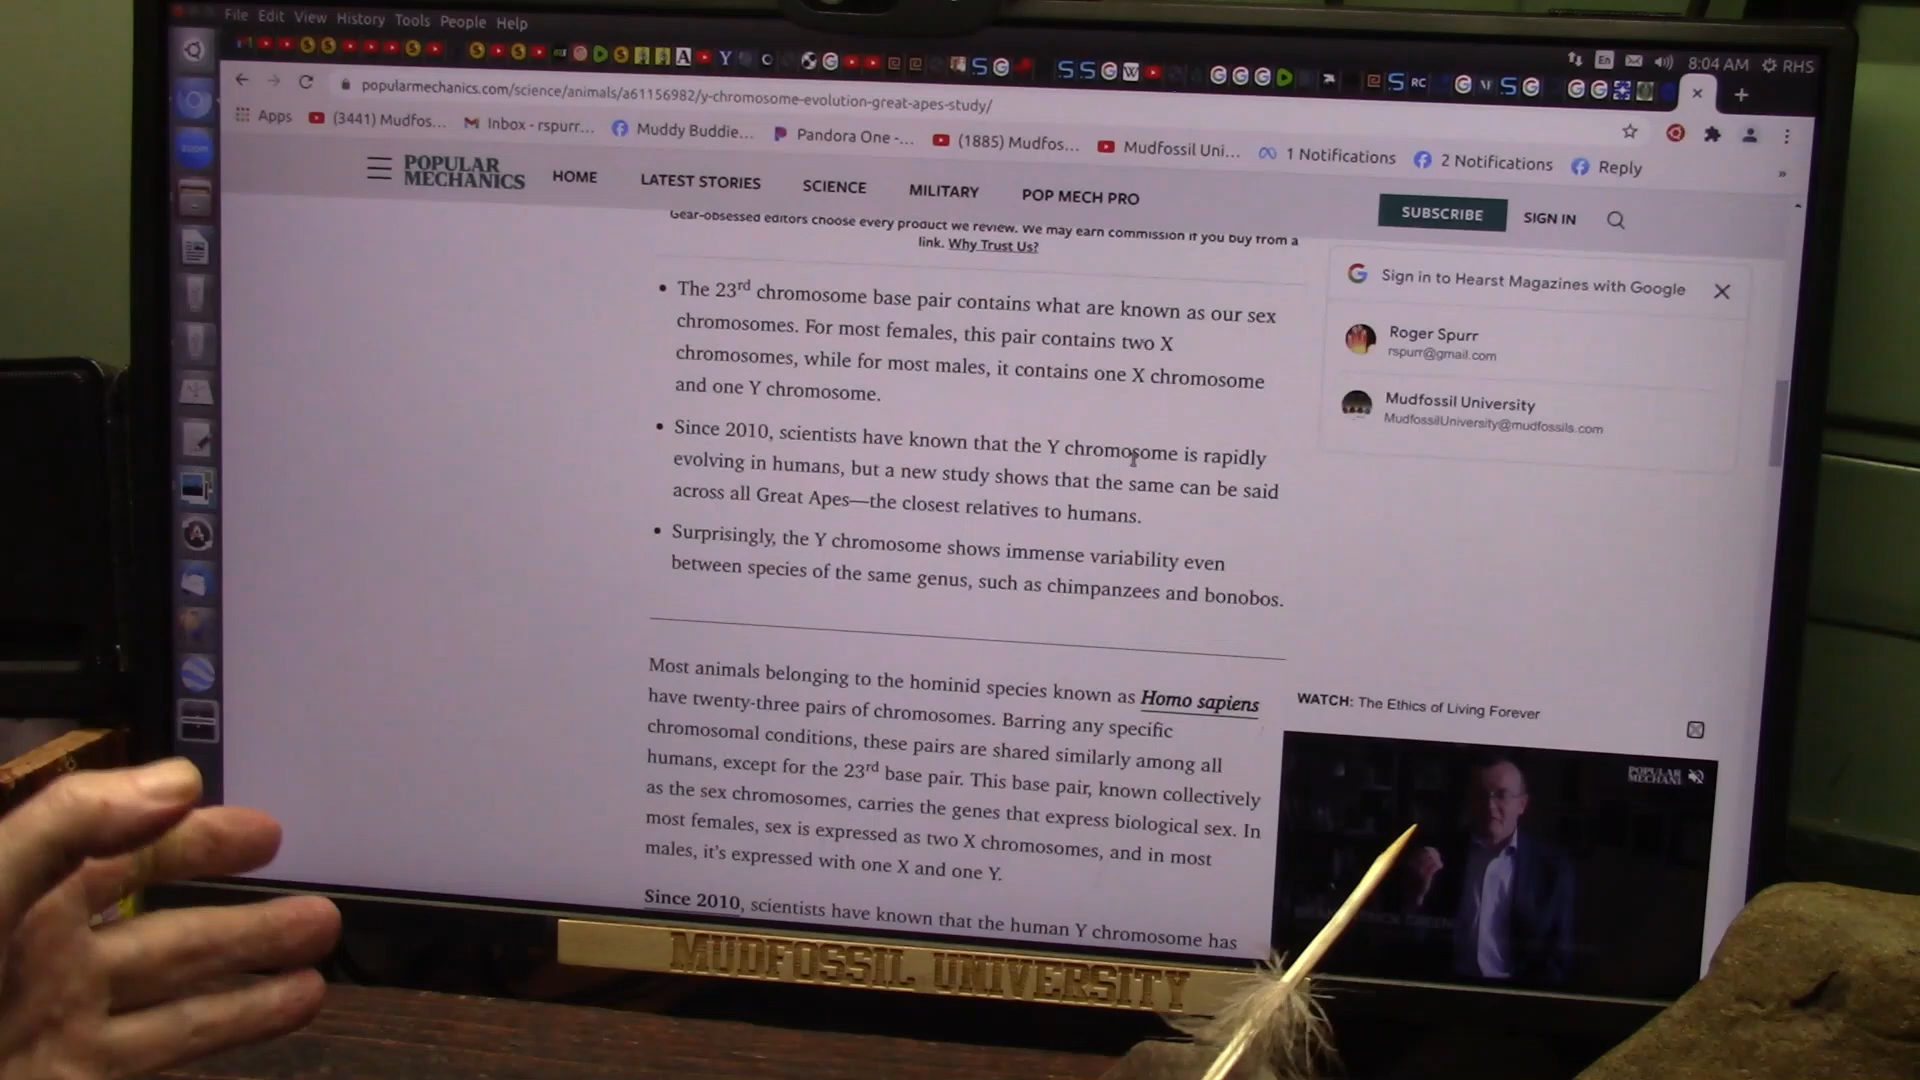 File Edit View History Tools People Help
En 8:04 AM RHS
popularmechanics.com/science/animals/a61156982/y-chromosome-evolution-great-apes-study/
Apps (3441) Mudfos... Inbox - rspurr... Muddy Buddie... Pandora One -... (1885) Mudfos... Mudfossil Uni... 1 Notifications 2 Notifications Reply »
POPULAR
MECHANICS
HOME LATEST STORIES SCIENCE MILITARY POP MECH PRO SUBSCRIBE SIGN IN
Gear-obsessed editors choose every product we review. We may earn commission if you buy from a
link. Why Trust Us?
• The 23rd chromosome base pair contains what are known as our sex
chromosomes. For most females, this pair contains two X
chromosomes, while for most males, it contains one X chromosome
and one Y chromosome.
• Since 2010, scientists have known that the Y chromosome is rapidly
evolving in humans, but a new study shows that the same can be said
across all Great Apes—the closest relatives to humans.
• Surprisingly, the Y chromosome shows immense variability even
between species of the same genus, such as chimpanzees and bonobos.
Most animals belonging to the hominid species known as Homo sapiens
have twenty-three pairs of chromosomes. Barring any specific
chromosomal conditions, these pairs are shared similarly among all
humans, except for the 23rd base pair. This base pair, known collectively
as the sex chromosomes, carries the genes that express biological sex. In
most females, sex is expressed as two X chromosomes, and in most
males, it's expressed with one X and one Y.
Since 2010, scientists have known that the human Y chromosome has
Sign in to Hearst Magazines with Google
Roger Spurr
rspurr@gmail.com
Mudfossil University
MudfossilUniversity@mudfossils.com
WATCH: The Ethics of Living Forever
POPULAR
zoom
MUDFOSSIL UNIVERSITY